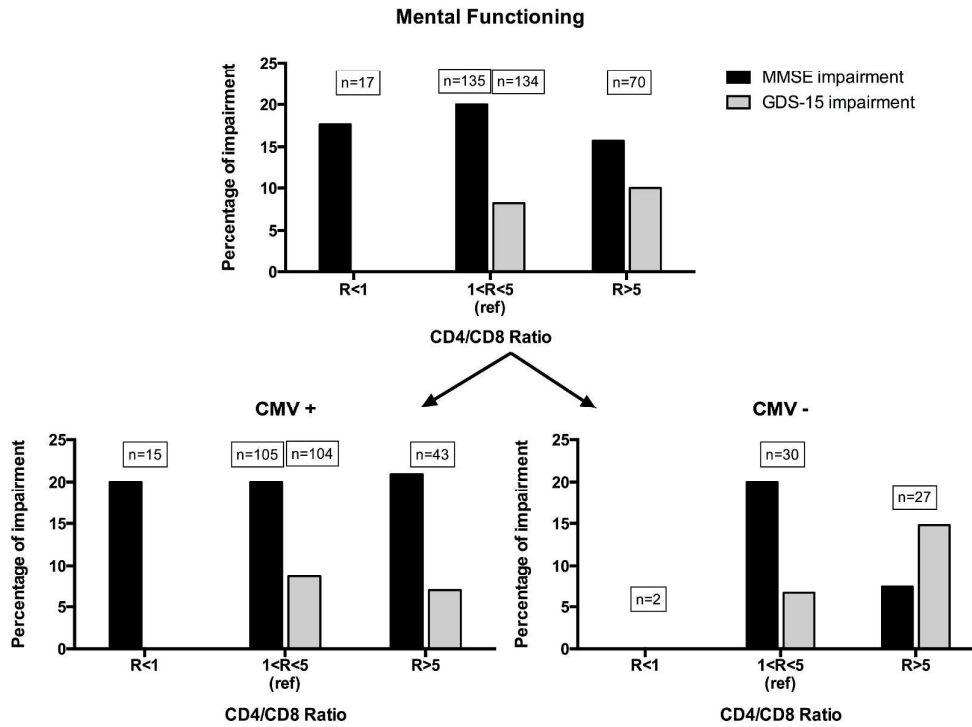 Mental Functioning
Percentage of impairment
25
20
15
10
5
0
n=17
n=135
n=134
n=70
MMSE impairment
GDS-15 impairment
R<1
1<R<5
(ref)
R>5
CD4/CD8 Ratio
CMV +
Percentage of impairment
25
20
15
10
5
0
n=15
n=105
n=104
n=43
R<1
1<R<5
(ref)
R>5
CD4/CD8 Ratio
CMV -
Percentage of impairment
25
20
15
10
5
0
n=2
n=30
n=27
R<1
1<R<5
(ref)
R>5
CD4/CD8 Ratio